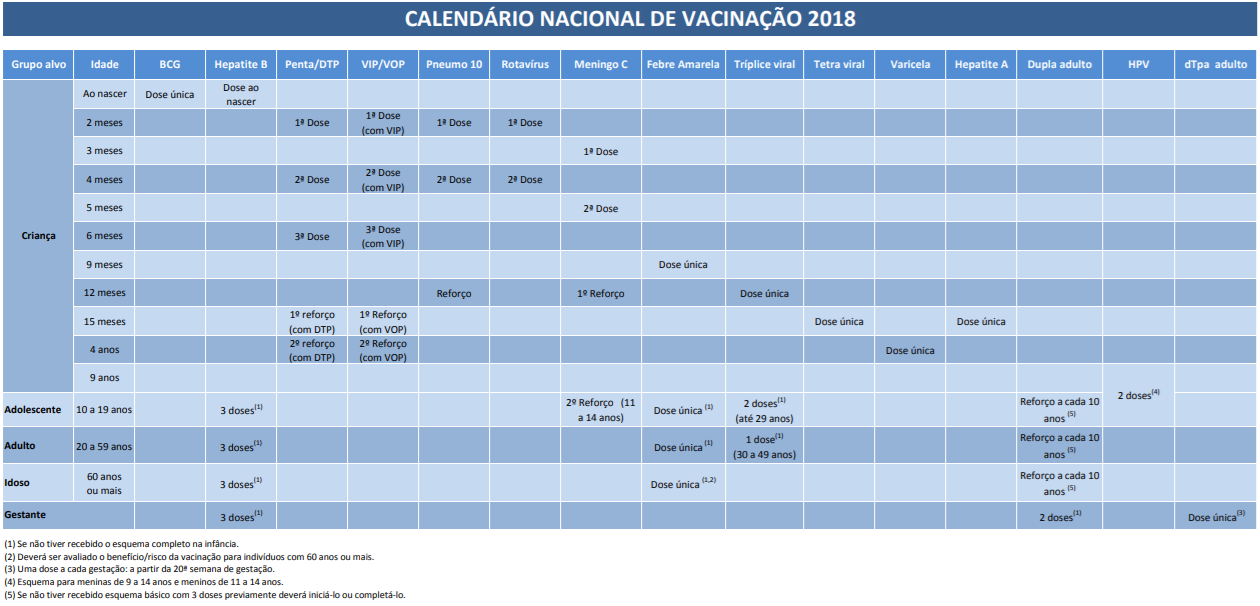 CALENDÁRIO NACIONAL DE VACINAÇÃO 2018
Grupo alvo Idade BCG Hepatite B Penta/DTP VIP/VOP Pneumo 10 Rotavírus Meningo C Febre Amarela Tríplice viral Tetra viral Varicela Hepatite A Dupla adulto HPV dTpa adulto
Criança
Ao nascer Dose única Dose ao
nascer
2 meses 1ª Dose 1ª Dose
(com VIP) 1ª Dose 1ª Dose
3 meses 1ª Dose
4 meses 2ª Dose 2ª Dose
(com VIP) 2ª Dose 2ª Dose
5 meses 2ª Dose
6 meses 3ª Dose 3ª Dose
(com VIP)
9 meses Dose única
12 meses Reforço 1º Reforço Dose única
15 meses 1º reforço
(com DTP) 1º Reforço
(com VOP) Dose única Dose única
4 anos 2º reforço
(com DTP) 2º Reforço
(com VOP) Dose única
9 anos
2 doses(4)
Adolescente 10 a 19 anos 3 doses(1) 2º Reforço (11
a 14 anos) Dose única (1) 2 doses(1)
(até 29 anos) Reforço a cada 10
anos (5)
Adulto 20 a 59 anos 3 doses(1) Dose única (1) 1 dose(1)
(30 a 49 anos) Reforço a cada 10
anos (5)
Idoso 60 anos
ou mais 3 doses(1) Dose única (1,2) Reforço a cada 10
anos (5)
Gestante 3 doses(1) 2 doses(1) Dose única(3)
(1) Se não tiver recebido o esquema completo na infância.
(2) Deverá ser avaliado o benefício/risco da vacinação para indivíduos com 60 anos ou mais.
(3) Uma dose a cada gestação: a partir da 20ª semana de gestação.
(4) Esquema para meninas de 9 a 14 anos e meninos de 11 a 14 anos.
(5) Se não tiver recebido esquema básico com 3 doses previamente deverá iniciá-lo ou completá-lo.